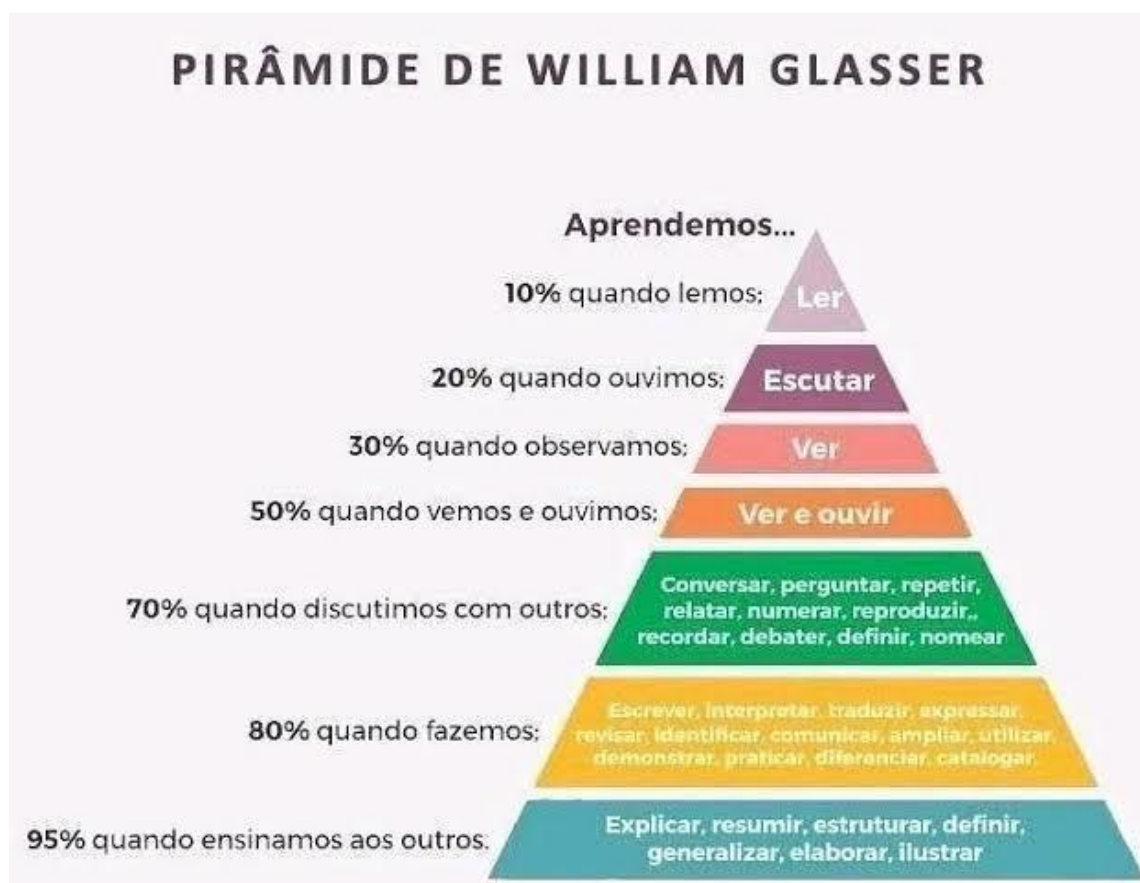 PIRÂMIDE DE WILLIAM GLASSER
Aprendemos...
10% quando lemos;
Ler
20% quando ouvimos;
Escutar
30% quando observamos;
Ver
50% quando vemos e ouvimos;
Ver e ouvir
70% quando discutimos com outros;
Conversar, perguntar, repetir,
relatar, numerar, reproduzir,,
recordar, debater, definir, nomear
80% quando fazemos;
Escrever, interpretar, traduzir, expressar,
revisar, identificar, comunicar, ampliar, utilizar,
demonstrar, praticar, diferenciar, catalogar.
95% quando ensinamos aos outros.
Explicar, resumir, estruturar, definir,
generalizar, elaborar, ilustrar